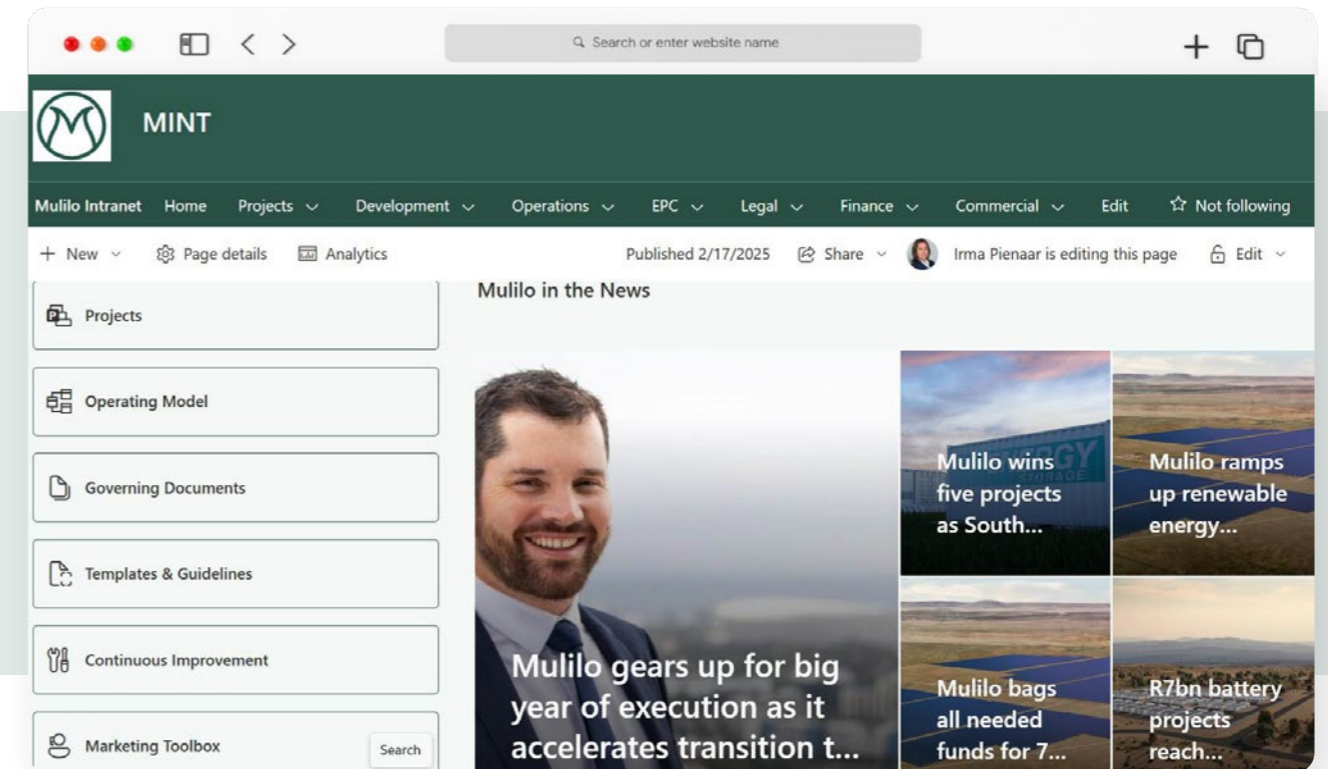 Search or enter website name
MINT
Mulilo Intranet Home Projects Development Operations EPC Legal Finance Commercial Edit Not following
New Page details Analytics Published 2/17/2025 Share Irma Pienaar is editing this page Edit
Projects
Operating Model
Governing Documents
Templates & Guidelines
Continuous Improvement
Marketing Toolbox
Search
Mulilo in the News
Mulilo gears up for big
year of execution as it
accelerates transition t...
ENERGY
STORAGE
Mulilo wins
five projects
as South...
Mulilo ramps
up renewable
energy...
Mulilo bags
all needed
funds for 7...
R7bn battery
projects
reach...